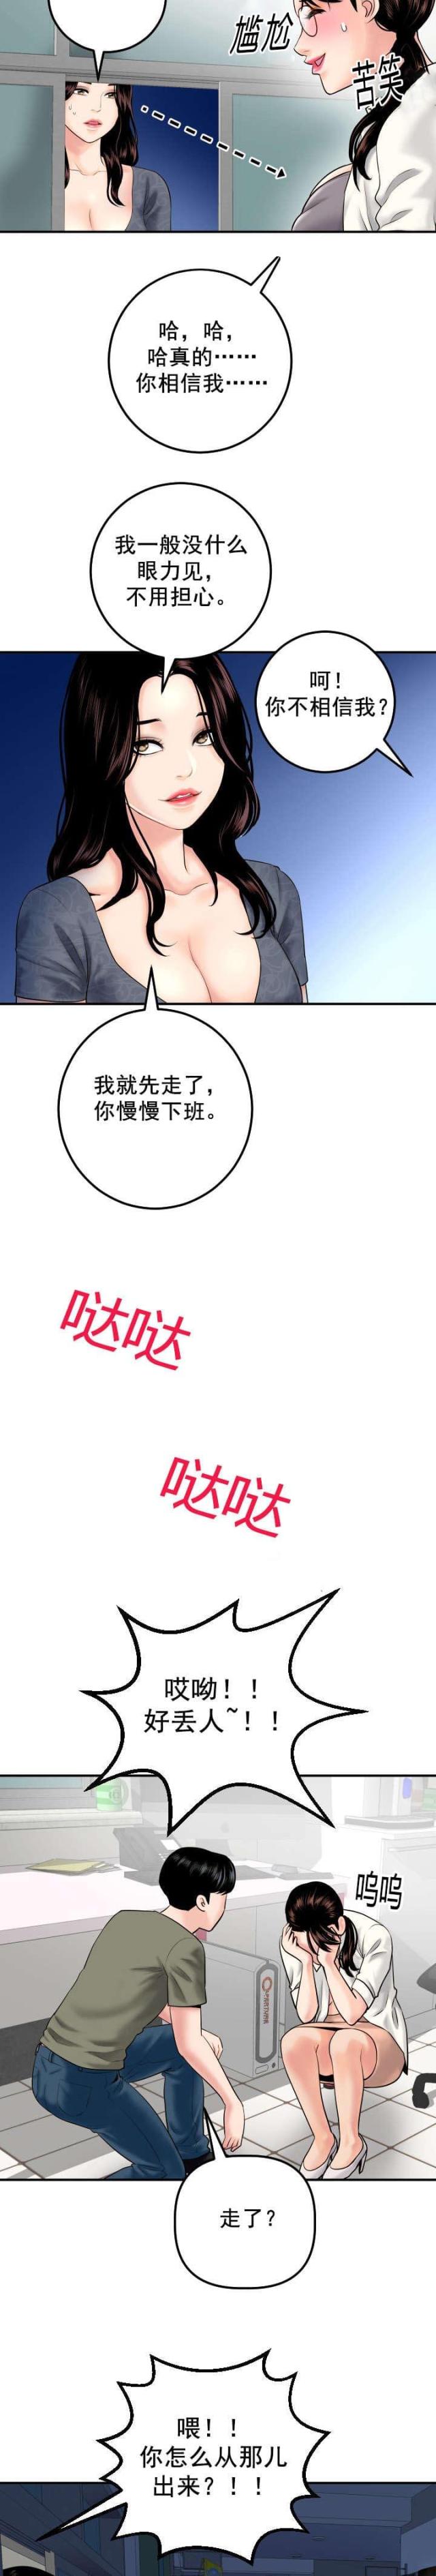 尴尬
苦笑
哈，哈，
哈真的……
你相信我……
我一般没什么
眼力见，
不用担心。
呵！
你不相信我？
我就先走了，
你慢慢下班。
哒哒
哒哒
哎呦！！
好丢人~！！
呜呜
走了？
喂！！
你怎么从那儿
出来？！！